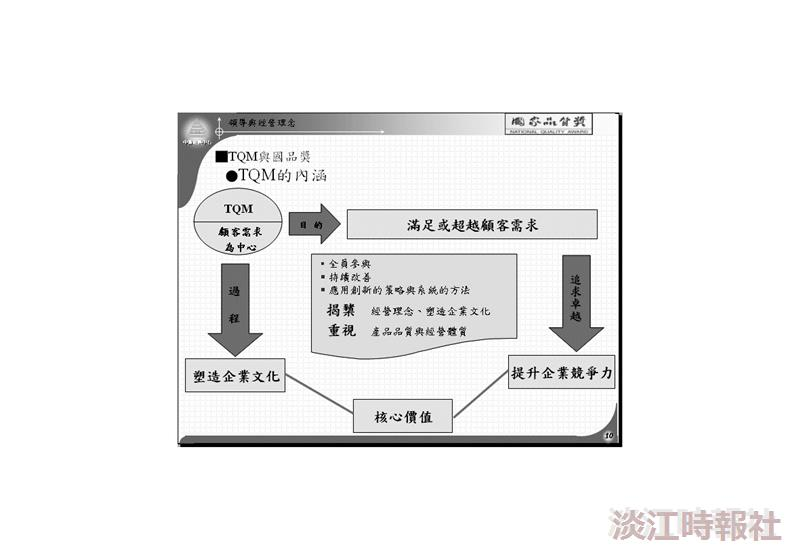 領導與經營理念
國家品質獎
NATIONAL QUALITY AWARD
■TQM與國品獎
●TQM的內涵
TQM
顧客需求
為中心
目的
滿足或超越顧客需求
▪ 全員參與
▪ 持續改善
▪ 應用創新的策略與系統的方法
揭櫫 經營理念、塑造企業文化
重視 產品品質與經營體質
過程
追求卓越
塑造企業文化
提升企業競爭力
核心價值
10
淡江時報社